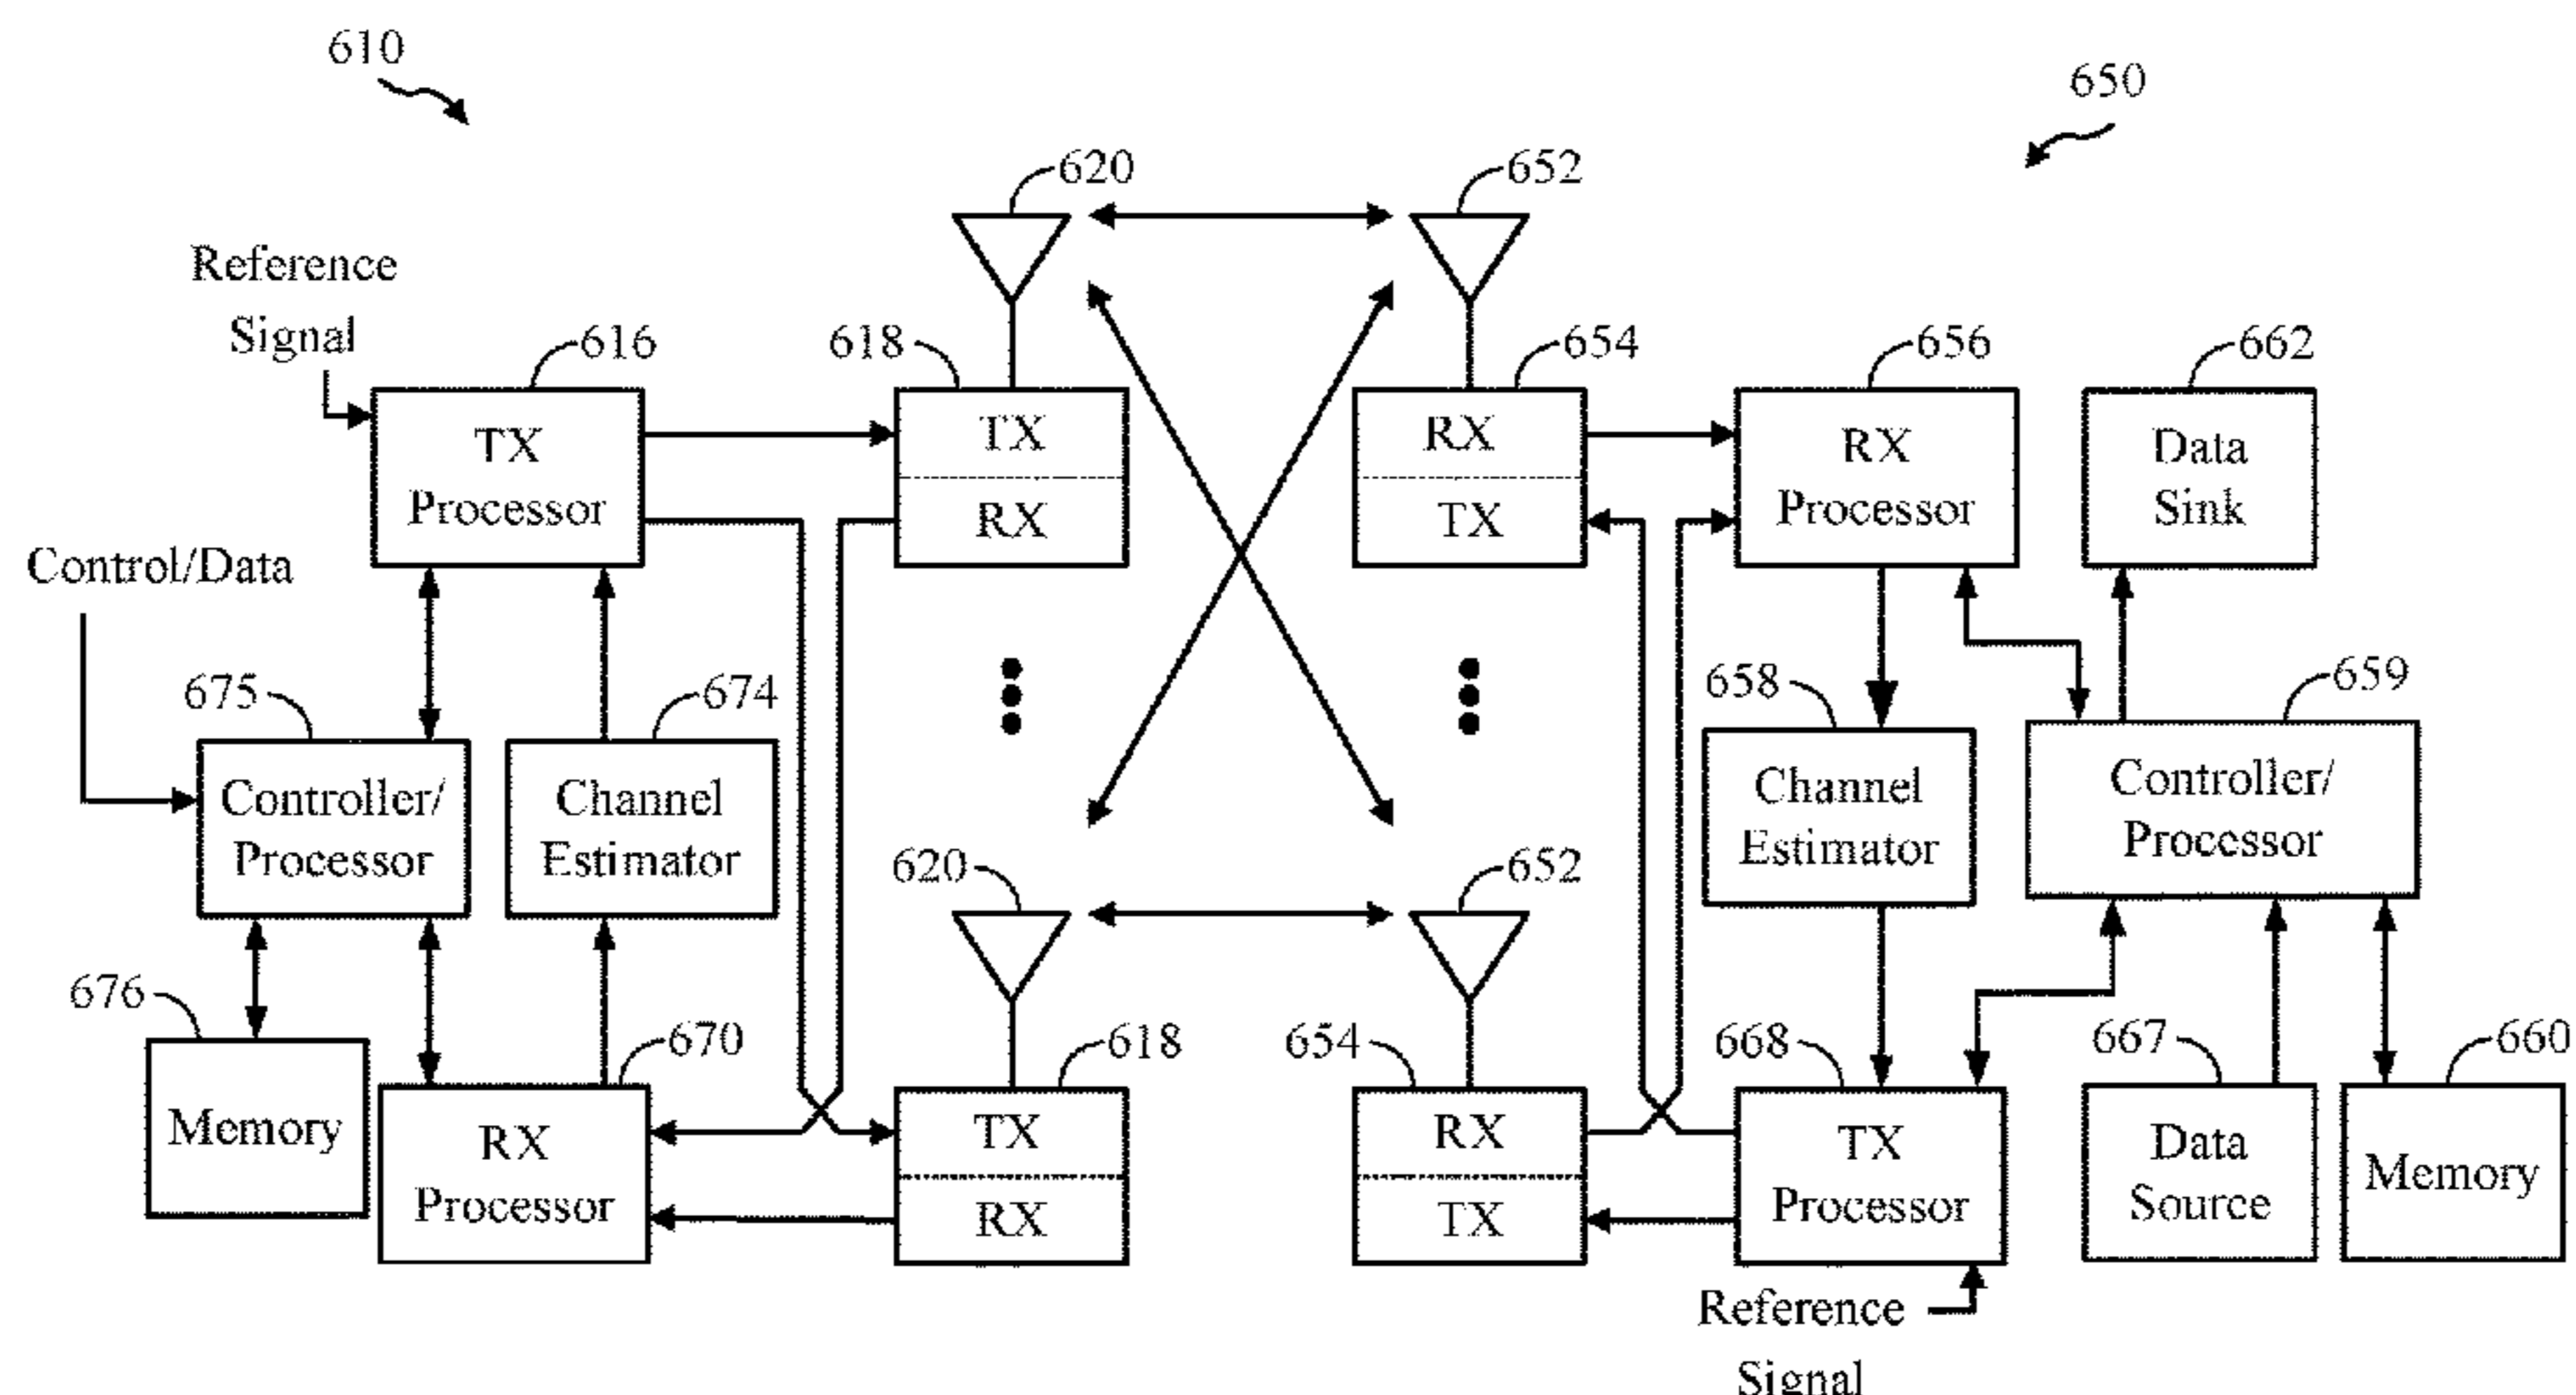 610
650
620
652
Reference
Signal
616
618
654
656
662
TX
Processor
TX
RX
RX
TX
RX
Processor
Data
Sink
Control/Data
675
674
658
659
Controller/
Processor
Channel
Estimator
Channel
Estimator
Controller/
Processor
620
652
676
670
618
654
668
667
660
Memory
RX
Processor
TX
RX
RX
TX
TX
Processor
Data
Source
Memory
Reference
Signal